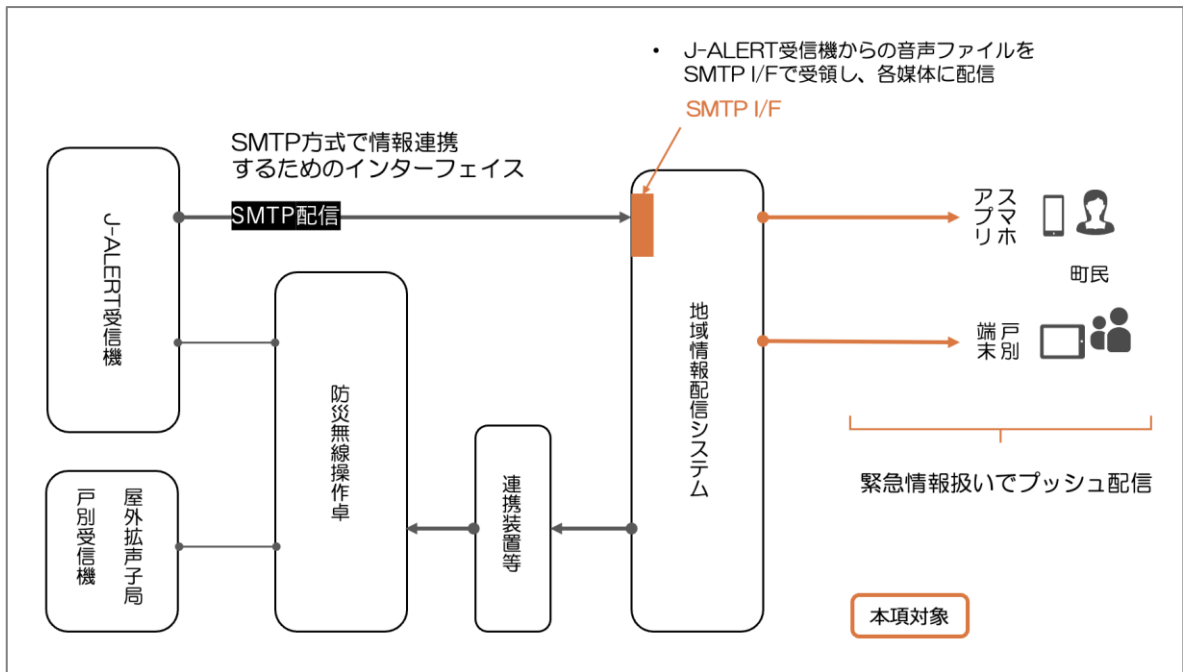 • J-ALERT受信機からの音声ファイルを
SMTP I/Fで受領し、各媒体に配信
SMTP I/F
SMTP方式で情報連携
するためのインターフェイス
SMTP配信
J-ALERT受信機
スマホ
アプリ
町民
戸別
端末
地域情報配信システム
防災無線操作卓
連携装置等
屋外拡声子局
戸別受信機
緊急情報扱いでプッシュ配信
本項対象